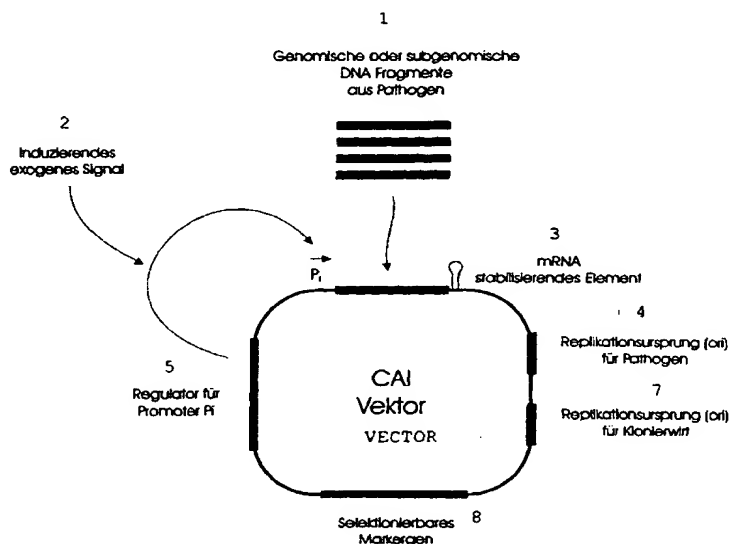 1
Genomische oder subgenomische
DNA Fragmente
aus Pathogen
2
Induzierendes
exogenes Signal
3
mRNA
stabilisierendes Element
Pi
4
Replikationsursprung (ori)
für Pathogen
5
Regulator für
Promoter Pi
CAI
Vektor
VECTOR
7
Replikationsursprung (ori)
für Klonierwirt
Selektionierbares
Markergen
8